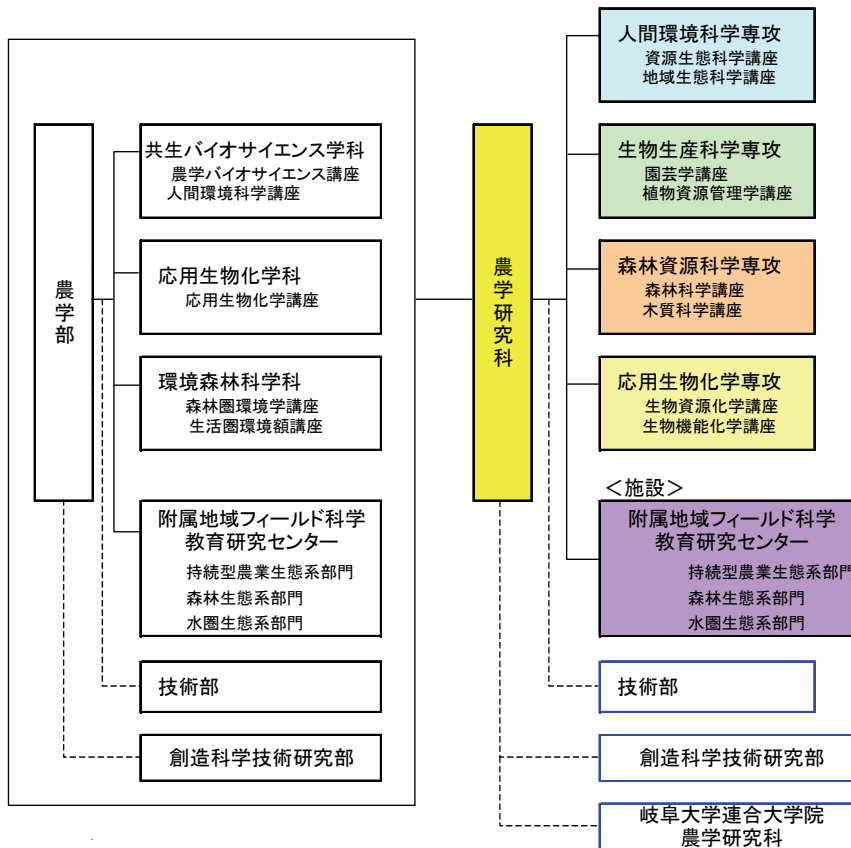 農学部
共生バイオサイエンス学科
農学バイオサイエンス講座
人間環境科学講座
応用生物化学科
応用生物化学講座
環境森林科学科
森林圏環境学講座
生活圏環境額講座
附属地域フィールド科学
教育研究センター
持続型農業生態系部門
森林生態系部門
水圏生態系部門
技術部
創造科学技術研究部
農学研究科
人間環境科学専攻
資源生態科学講座
地域生態科学講座
生物生産科学専攻
園芸学講座
植物資源管理学講座
森林資源科学専攻
森林科学講座
木質科学講座
応用生物化学専攻
生物資源化学講座
生物機能化学講座
＜施設＞
附属地域フィールド科学
教育研究センター
持続型農業生態系部門
森林生態系部門
水圏生態系部門
技術部
創造科学技術研究部
岐阜大学連合大学院
農学研究科